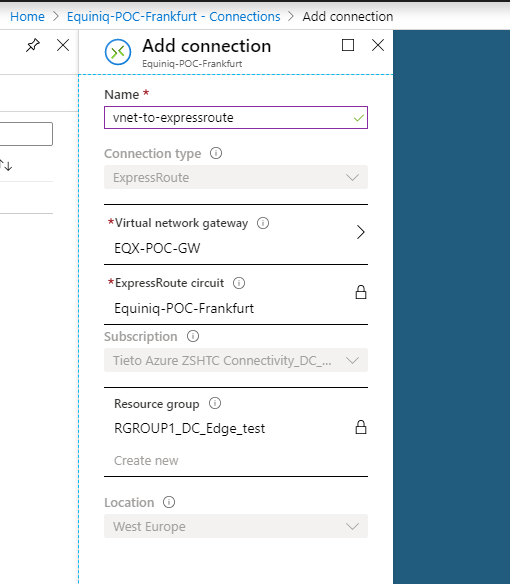 Home > Equiniq-POC-Frankfurt - Connections > Add connection
Add connection
Equiniq-POC-Frankfurt
Name *
vnet-to-expressroute
Connection type
ExpressRoute
*Virtual network gateway
EQX-POC-GW
*ExpressRoute circuit
Equiniq-POC-Frankfurt
Subscription
Tieto Azure ZSHTC Connectivity_DC_...
Resource group
RGROUP1_DC_Edge_test
Create new
Location
West Europe